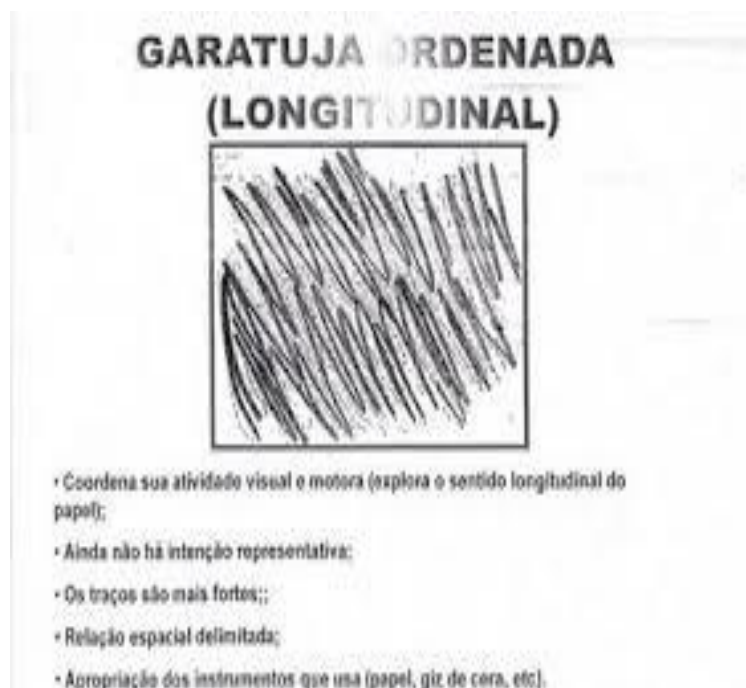 GARATUJA ORDENADA
(LONGITUDINAL)
• Coordena sua atividade visual e motora (explora o sentido longitudinal do
papel);
• Ainda não há intenção representativa;
• Os traços são mais fortes;;
• Relação espacial delimitada;
• Apropriação dos instrumentos que usa (papel, giz de cera, etc).